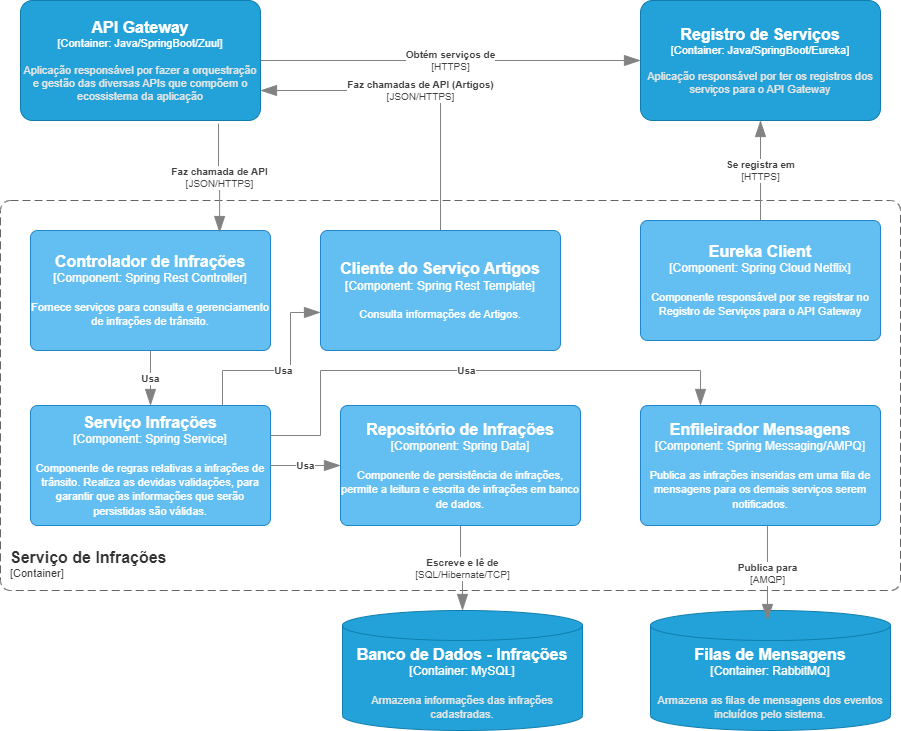 API Gateway
[Container: Java/SpringBoot/Zuul]
Aplicação responsável por fazer a orquestração
e gestão das diversas APIs que compõem o
ecossistema da aplicação
Obtém serviços de
[HTTPS]
Faz chamadas de API (Artigos)
[JSON/HTTPS]
Registro de Serviços
[Container: Java/SpringBoot/Eureka]
Aplicação responsável por ter os registros dos
serviços para o API Gateway
Faz chamada de API
[JSON/HTTPS]
Se registra em
[HTTPS]
Controlador de Infrações
[Component: Spring Rest Controller]
Fornece serviços para consulta e gerenciamento
de infrações de trânsito.
Cliente do Serviço Artigos
[Component: Spring Rest Template]
Consulta informações de Artigos.
Eureka Client
[Component: Spring Cloud Netflix]
Componente responsável por se registrar no
Registro de Serviços para o API Gateway
Usa
Usa
Usa
Serviço Infrações
[Component: Spring Service]
Componente de regras relativas a infrações de
trânsito. Realiza as devidas validações, para
garantir que as informações que serão
persistidas são válidas.
Usa
Repositório de Infrações
[Component: Spring Data]
Componente de persistência de infrações,
permite a leitura e escrita de infrações em banco
de dados.
Enfileirador Mensagens
[Component: Spring Messaging/AMPQ]
Publica as infrações inseridas em uma fila de
mensagens para os demais serviços serem
notificados.
Serviço de Infrações
[Container]
Escreve e lê de
[SQL/Hibernate/TCP]
Publica para
[AMQP]
Banco de Dados - Infrações
[Container: MySQL]
Armazena informações das infrações
cadastradas.
Filas de Mensagens
[Container: RabbitMQ]
Armazena as filas de mensagens dos eventos
incluídos pelo sistema.